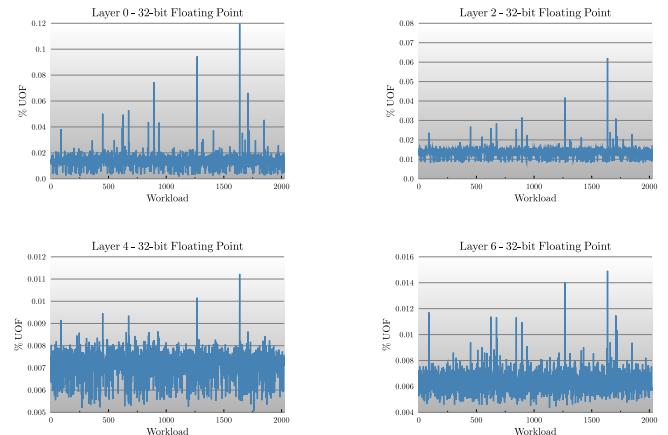 Layer 0 - 32-bit Floating Point
0.12
0.1
0.08
0.06
0.04
0.02
0.0
% UOF
0 500 1000 1500 2000
Workload
Layer 2 - 32-bit Floating Point
0.08
0.07
0.06
0.05
0.04
0.03
0.02
0.01
0.0
% UOF
0 500 1000 1500 2000
Workload
Layer 4 - 32-bit Floating Point
0.012
0.011
0.01
0.009
0.008
0.007
0.006
0.005
% UOF
0 500 1000 1500 2000
Workload
Layer 6 - 32-bit Floating Point
0.016
0.014
0.012
0.01
0.008
0.006
0.004
% UOF
0 500 1000 1500 2000
Workload